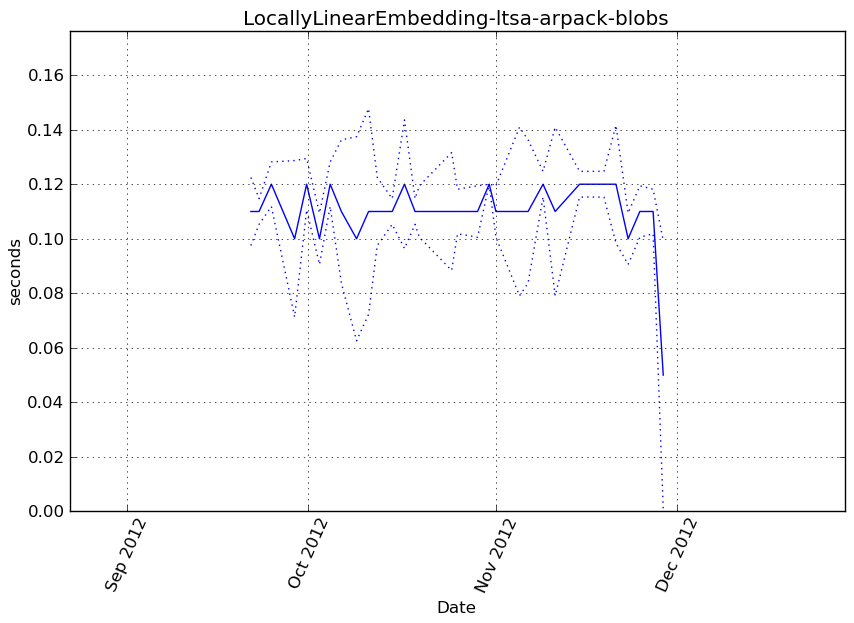 LocallyLinearEmbedding-ltsa-arpack-blobs
0.16
0.14
0.12
0.10
0.08
0.06
0.04
0.02
0.00
seconds
Sep 2012
Oct 2012
Nov 2012
Dec 2012
Date